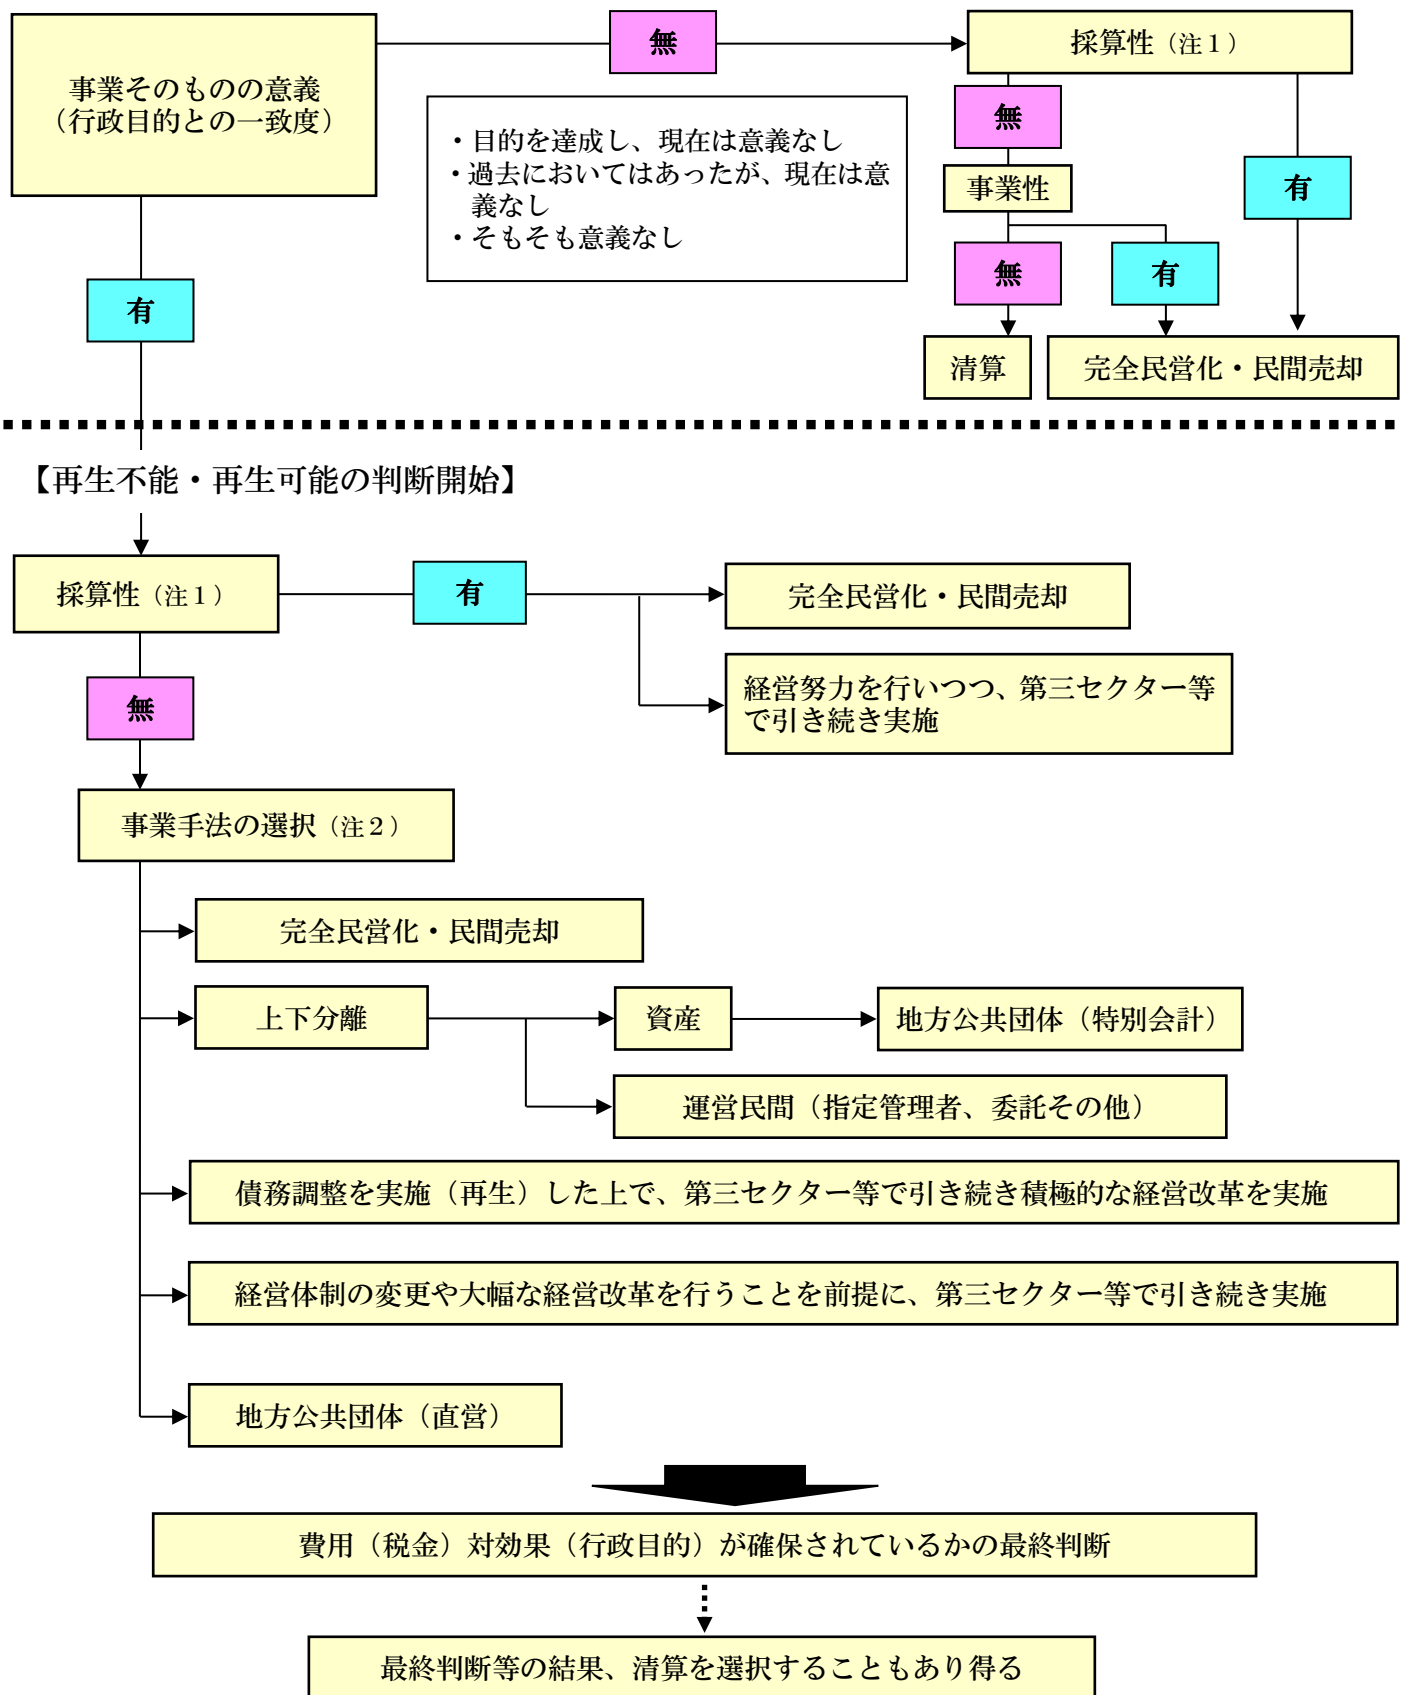 事業そのものの意義
（行政目的との一致度）
無
採算性（注１）
・目的を達成し、現在は意義なし
・過去においてはあったが、現在は意
義なし
・そもそも意義なし
無
事業性
有
無
有
有
清算
完全民営化・民間売却
【再生不能・再生可能の判断開始】
採算性（注１）
有
完全民営化・民間売却
経営努力を行いつつ、第三セクター等
で引き続き実施
無
事業手法の選択（注２）
完全民営化・民間売却
上下分離
資産
地方公共団体（特別会計）
運営民間（指定管理者、委託その他）
債務調整を実施（再生）した上で、第三セクター等で引き続き積極的な経営改革を実施
経営体制の変更や大幅な経営改革を行うことを前提に、第三セクター等で引き続き実施
地方公共団体（直営）
費用（税金）対効果（行政目的）が確保されているかの最終判断
最終判断等の結果、清算を選択することもあり得る